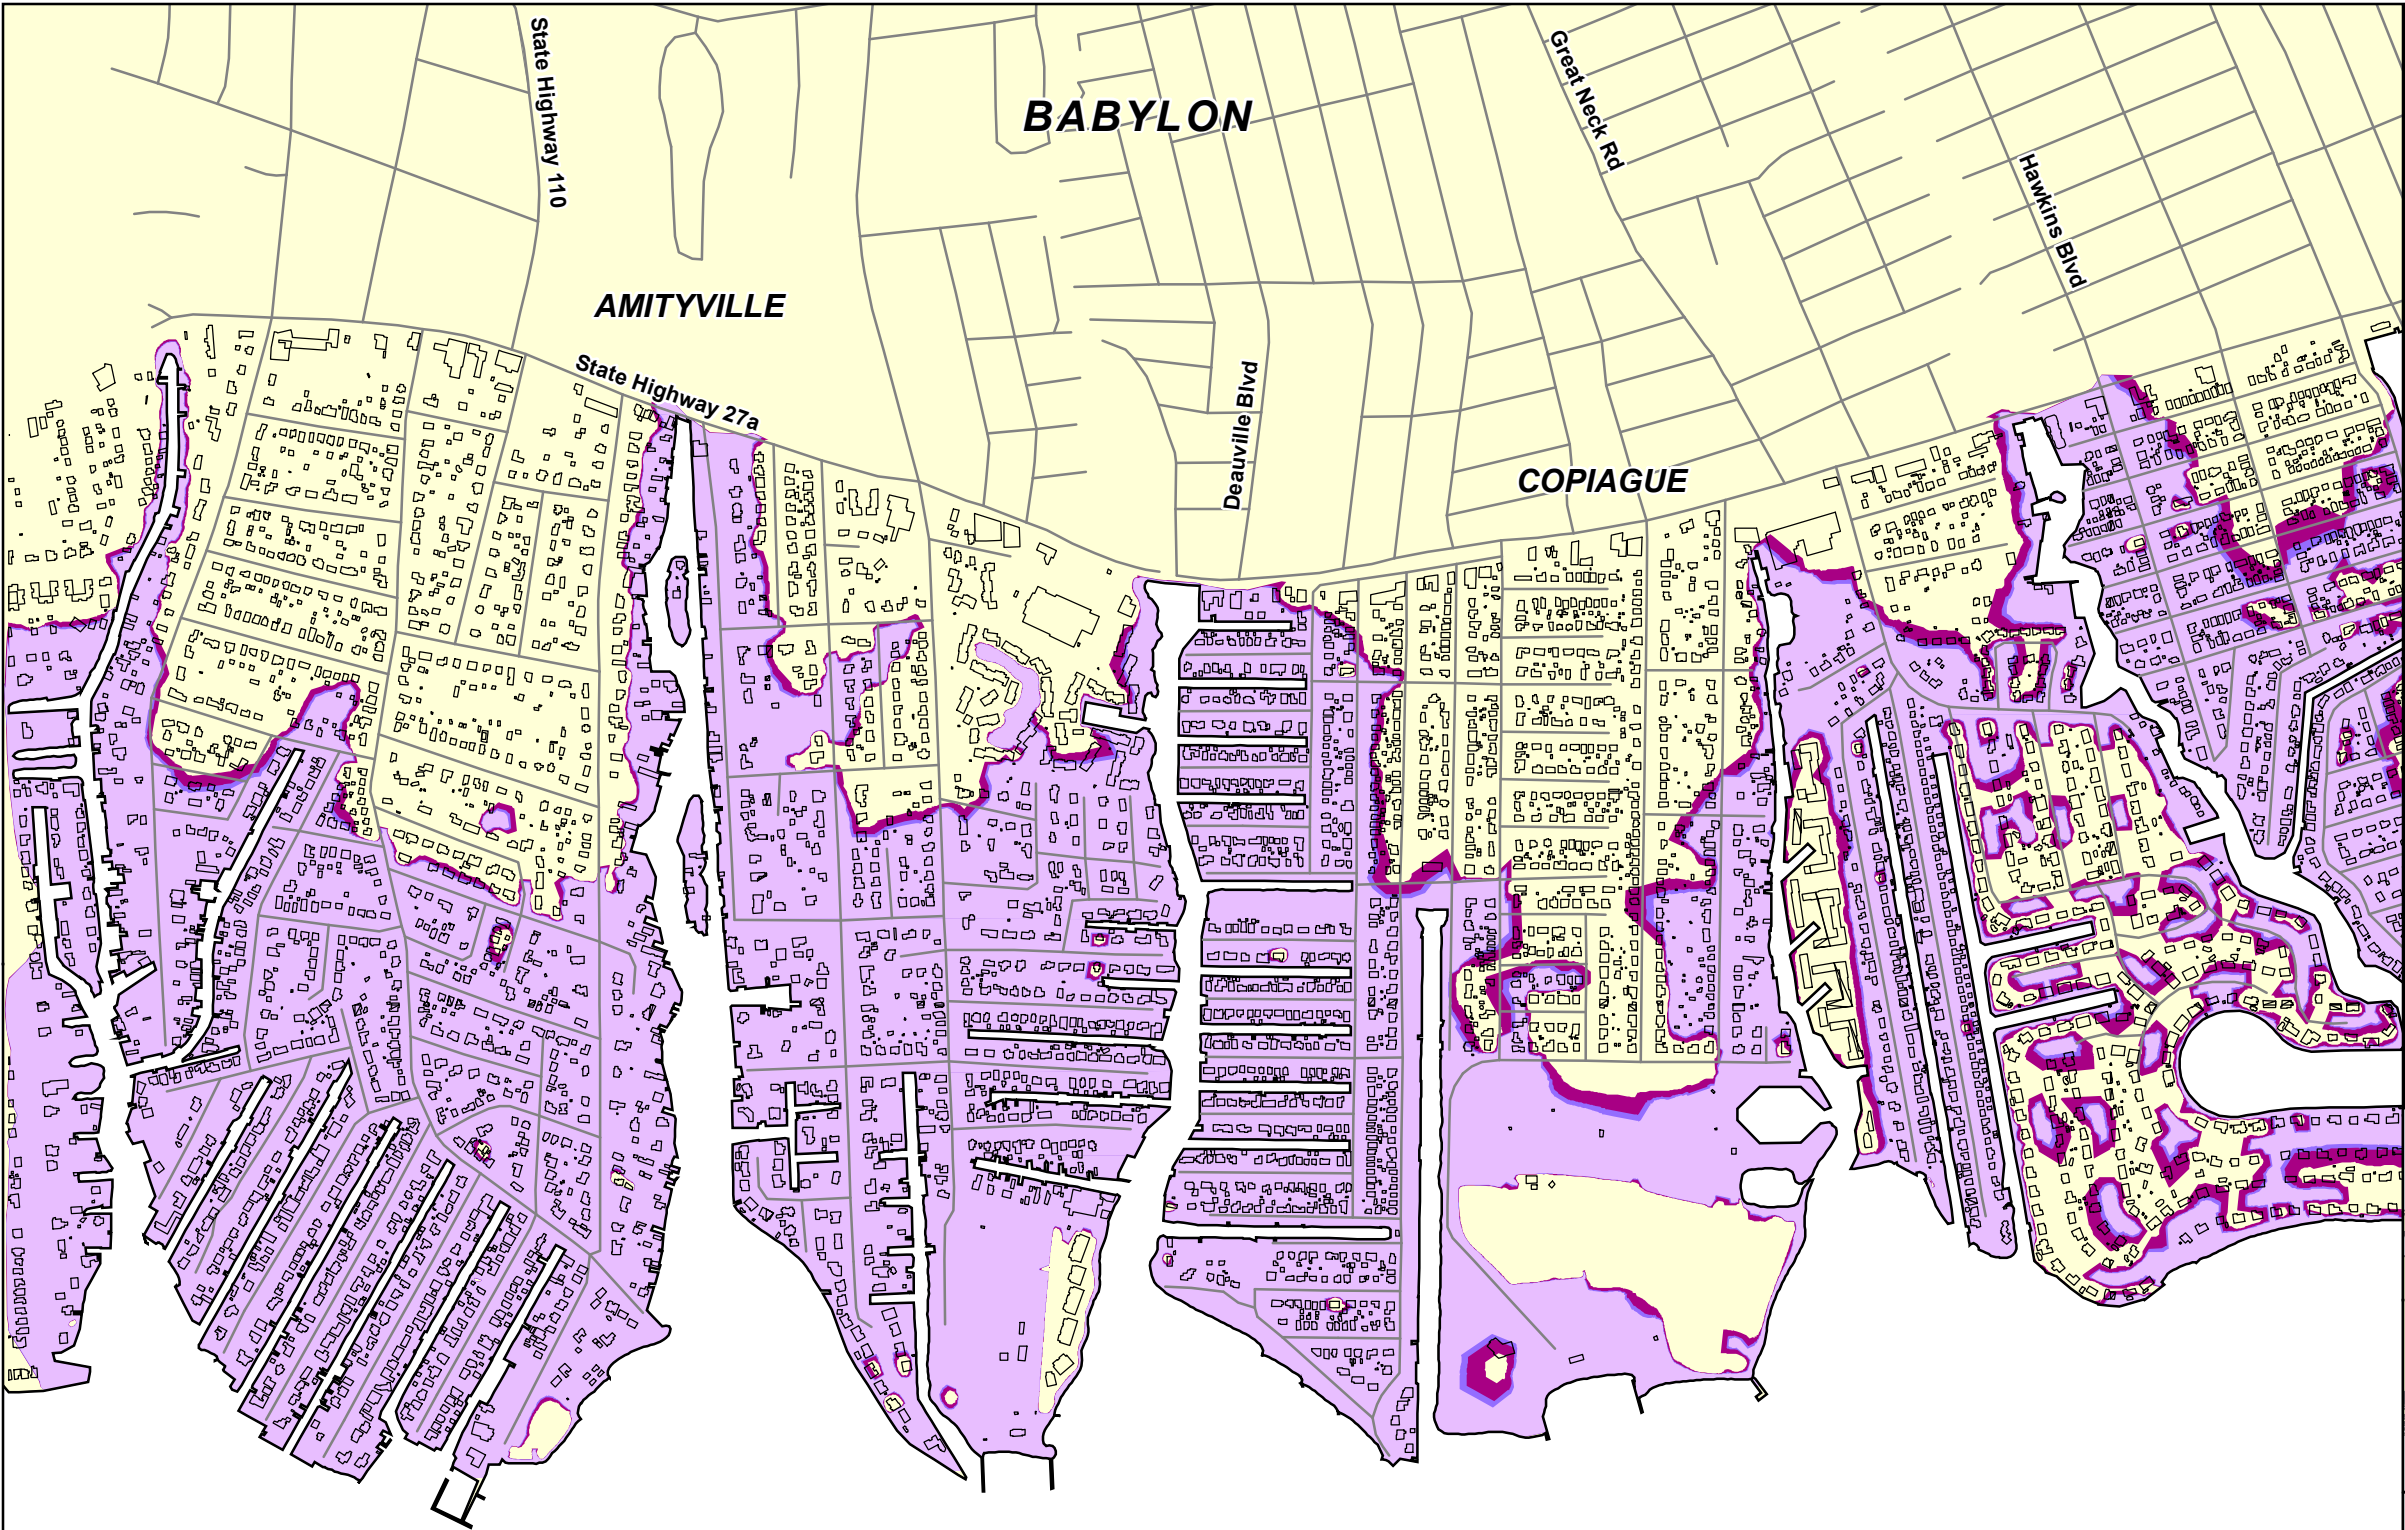 State Highway 110
Great Neck Rd
BABYLON
Hawkins Blvd
AMITYVILLE
State Highway 27a
Deauville Blvd
COPIAGUE